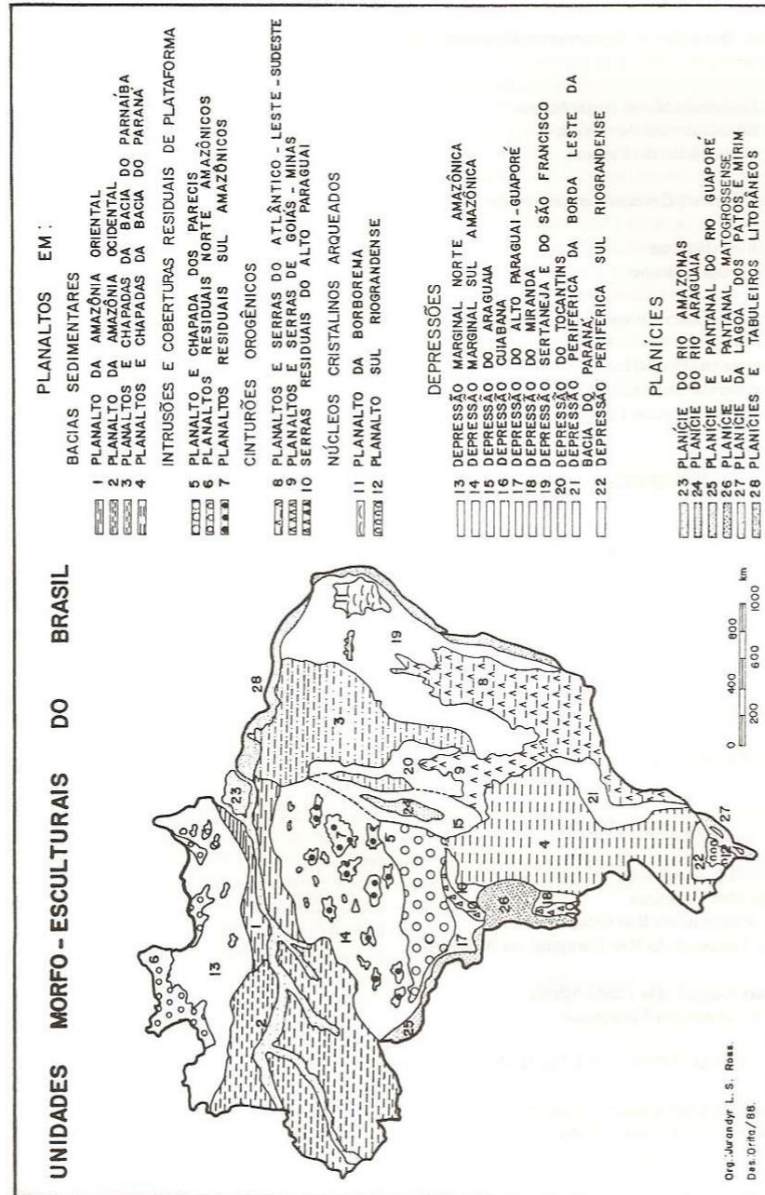 UNIDADES MORFO-ESCULTURAIS DO BRASIL
PLANALTOS EM:
BACIAS SEDIMENTARES
1 PLANALTO DA AMAZÔNIA ORIENTAL
2 PLANALTO DA AMAZÔNIA OCIDENTAL
3 PLANALTOS E CHAPADAS DA BACIA DO PARNAÍBA
4 PLANALTOS E CHAPADAS DA BACIA DO PARANÁ
INTRUSÕES E COBERTURAS RESIDUAIS DE PLATAFORMA
5 PLANALTO E CHAPADA DOS PARECIS
6 PLANALTOS RESIDUAIS NORTE AMAZÔNICOS
7 PLANALTOS RESIDUAIS SUL AMAZÔNICOS
CINTURÕES OROGÊNICOS
8 PLANALTOS E SERRAS DO ATLÂNTICO-LESTE-SUDESTE
9 PLANALTOS E SERRAS DE GOIÁS-MINAS
10 SERRAS RESIDUAIS DO ALTO PARAGUAI
NÚCLEOS CRISTALINOS ARQUEADOS
11 PLANALTO DA BORBOREMA
12 PLANALTO SUL RIOGRANDENSE
DEPRESSÕES
13 DEPRESSÃO MARGINAL NORTE AMAZÔNICA
14 DEPRESSÃO MARGINAL SUL AMAZÔNICA
15 DEPRESSÃO DO ARAGUAIA
16 DEPRESSÃO CUIABANA
17 DEPRESSÃO DO ALTO PARAGUAI-GUAPORÉ
18 DEPRESSÃO DO MIRANDA
19 DEPRESSÃO SERTANEJA E DO SÃO FRANCISCO
20 DEPRESSÃO DO TOCANTINS
21 DEPRESSÃO PERIFÉRICA DA BORDA LESTE DA
BACIA DO PARANÁ
22 DEPRESSÃO PERIFÉRICA SUL RIOGRANDENSE
PLANÍCIES
23 PLANÍCIE DO RIO AMAZONAS
24 PLANÍCIE DO RIO ARAGUAIA
25 PLANÍCIE E PANTANAL DO RIO GUAPORÉ
26 PLANÍCIE E PANTANAL MATOGROSSENSE
27 PLANÍCIE DA LAGOA DOS PATOS E MIRIM
28 PLANÍCIES E TABULEIROS LITORÂNEOS
6
13
23
28
1
2
3
19
14
7
20
24
5
15
9
8
25
17
16
26
18
4
21
22
12
27
0 200 400 600 800 1000 km
Org.: Jurandyr L. S. Ross.
Des. Orita/88.